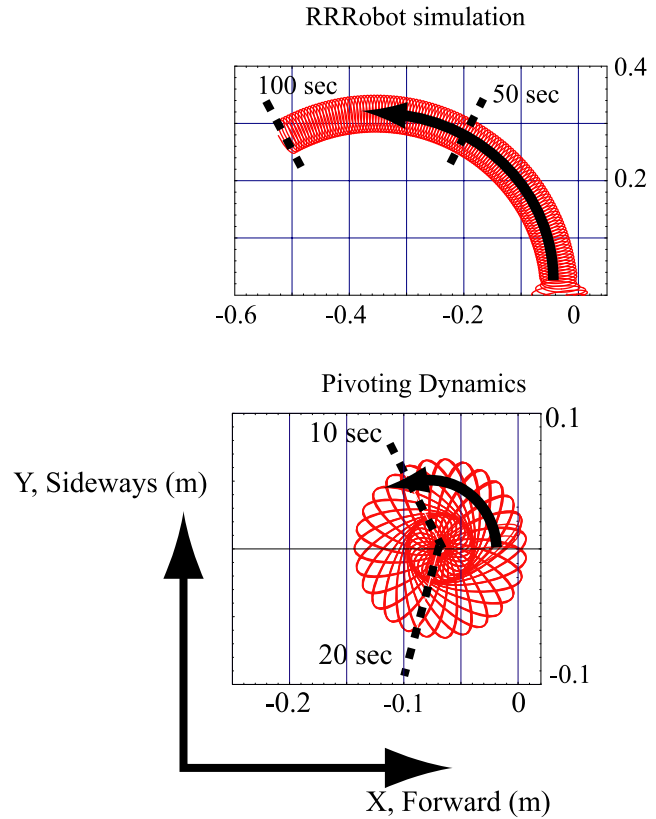 RRRobot simulation
100 sec
50 sec
0.4
0.2
-0.6
-0.4
-0.2
0
Pivoting Dynamics
10 sec
0.1
Y, Sideways (m)
20 sec
-0.1
-0.2
-0.1
0
X, Forward (m)